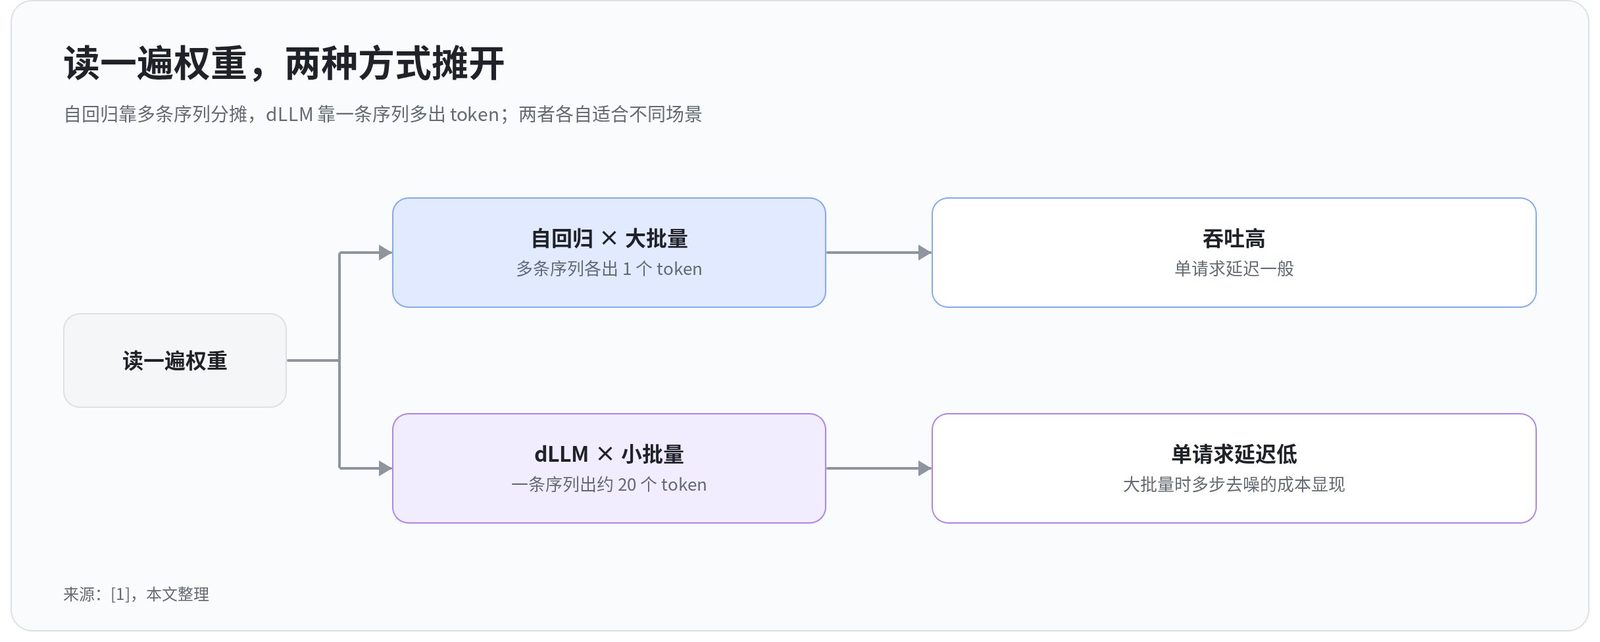 读一遍权重，两种方式摊开
自回归靠多条序列分摊，dLLM 靠一条序列多出 token；两者各自适合不同场景
自回归 × 大批量
多条序列各出 1 个 token
吞吐高
单请求延迟一般
读一遍权重
dLLM × 小批量
一条序列出约 20 个 token
单请求延迟低
大批量时多步去噪的成本显现
来源：[1]，本文整理